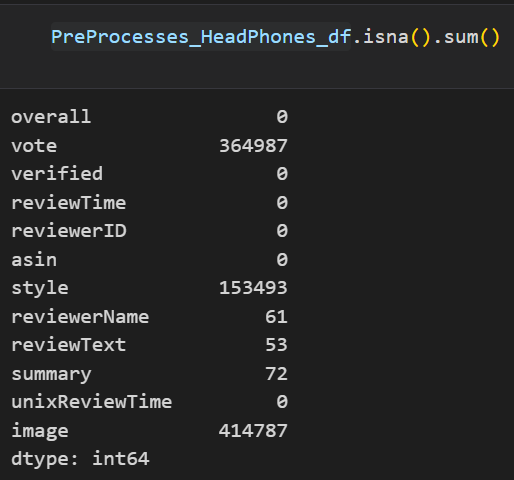 PreProcesses_HeadPhones_df.isna().sum()
overall 0
vote 364987
verified 0
reviewTime 0
reviewerID 0
asin 0
style 153493
reviewerName 61
reviewText 53
summary 72
unixReviewTime 0
image 414787
dtype: int64